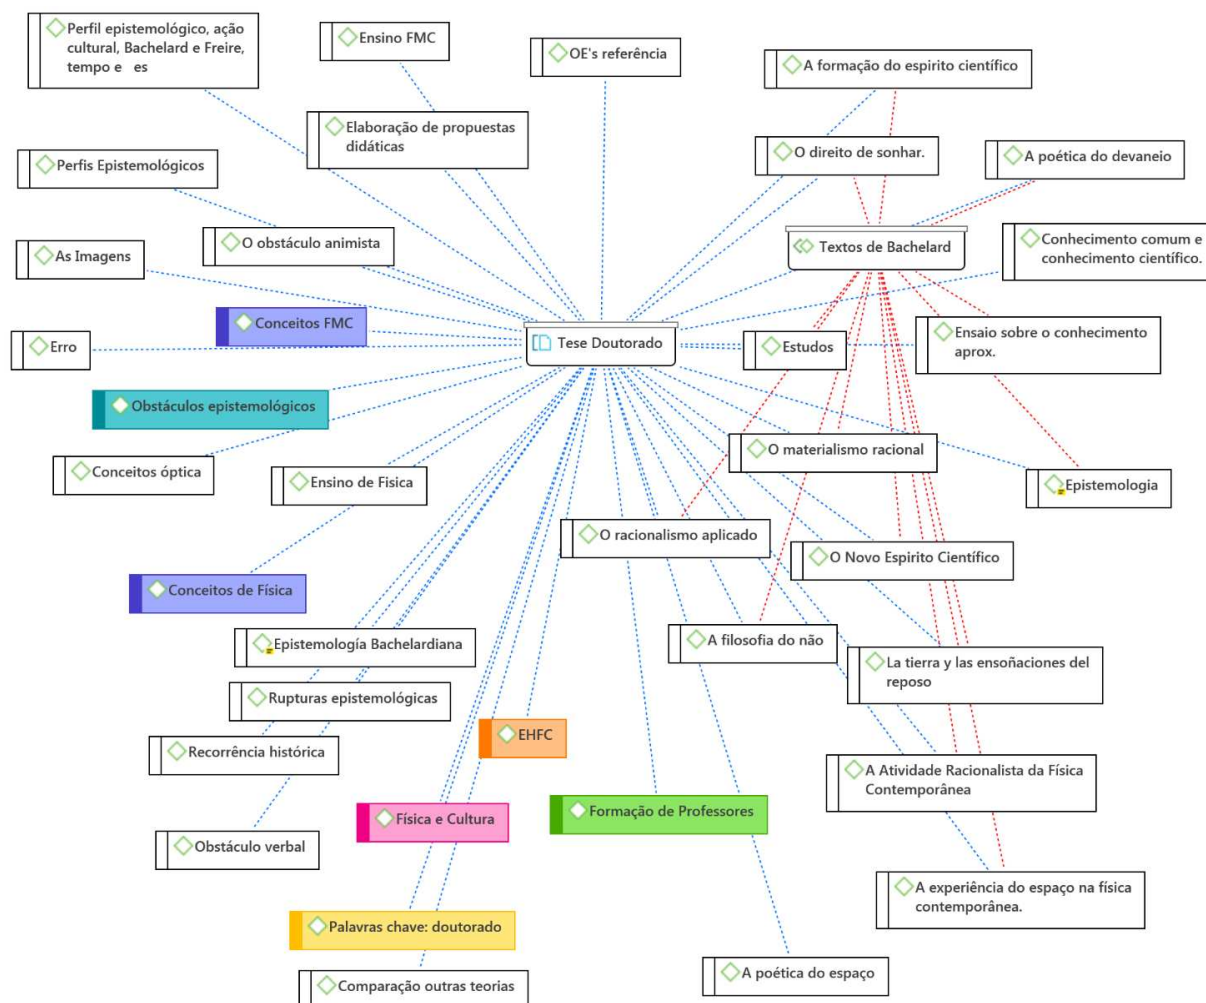 Perfil epistemológico, ação
cultural, Bachelard e Freire,
tempo e es
Ensino FMC
OE's referência
A formação do espirito científico
Elaboração de propuestas
didáticas
O direito de sonhar.
A poética do devaneio
Perfis Epistemológicos
O obstáculo animista
Textos de Bachelard
Conhecimento comum e
conhecimento científico.
As Imagens
Conceitos FMC
Tese Doutorado
Estudos
Ensaio sobre o conhecimento
aprox.
Erro
Obstáculos epistemológicos
Conceitos óptica
Ensino de Fisica
O materialismo racional
Epistemologia
O racionalismo aplicado
O Novo Espirito Científico
Conceitos de Física
Epistemología Bachelardiana
A filosofia do não
La tierra y las ensoñaciones del
reposo
Rupturas epistemológicas
Recorrência histórica
EHFC
A Atividade Racionalista da Física
Contemporânea
Física e Cultura
Formação de Professores
Obstáculo verbal
A experiência do espaço na física
contemporânea.
Palavras chave: doutorado
A poética do espaço
Comparação outras teorias